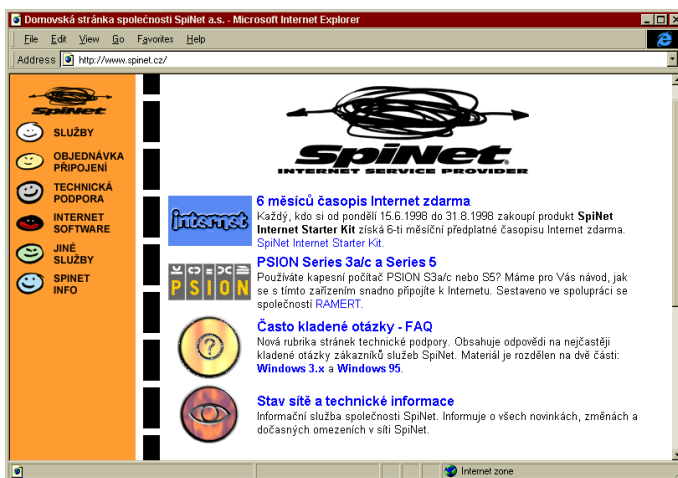 Domovská stránka společnosti SpiNet a.s. - Microsoft Internet Explorer
File Edit View Go Favorites Help
Address http://www.spinet.cz/
SpiNet
SLUŽBY
OBJEDNÁVKA
PŘIPOJENÍ
TECHNICKÁ
PODPORA
INTERNET
SOFTWARE
JINÉ
SLUŽBY
SPINET
INFO
SpiNet
INTERNET SERVICE PROVIDER
internet
6 měsíců časopis Internet zdarma
Každý, kdo si od pondělí 15.6.1998 do 31.8.1998 zakoupí produkt SpiNet
Internet Starter Kit získá 6-ti měsíční předplatné časopisu Internet zdarma.
SpiNet Internet Starter Kit.
PSION
PSION Series 3a/c a Series 5
Používáte kapesní počítač PSION S3a/c nebo S5? Máme pro Vás návod, jak
se s tímto zařízením snadno připojíte k Internetu. Sestaveno ve spolupráci se
společností RAMERT.
?
Často kladené otázky - FAQ
Nová rubrika stránek technické podpory. Obsahuje odpovědi na nejčastěji
kladené otázky zákazníků služeb SpiNet. Materiál je rozdělen na dvě části:
Windows 3.x a Windows 95.
Stav sítě a technické informace
Informační služba společnosti SpiNet. Informuje o všech novinkách, změnách a
dočasných omezeních v síti SpiNet.
Internet zone